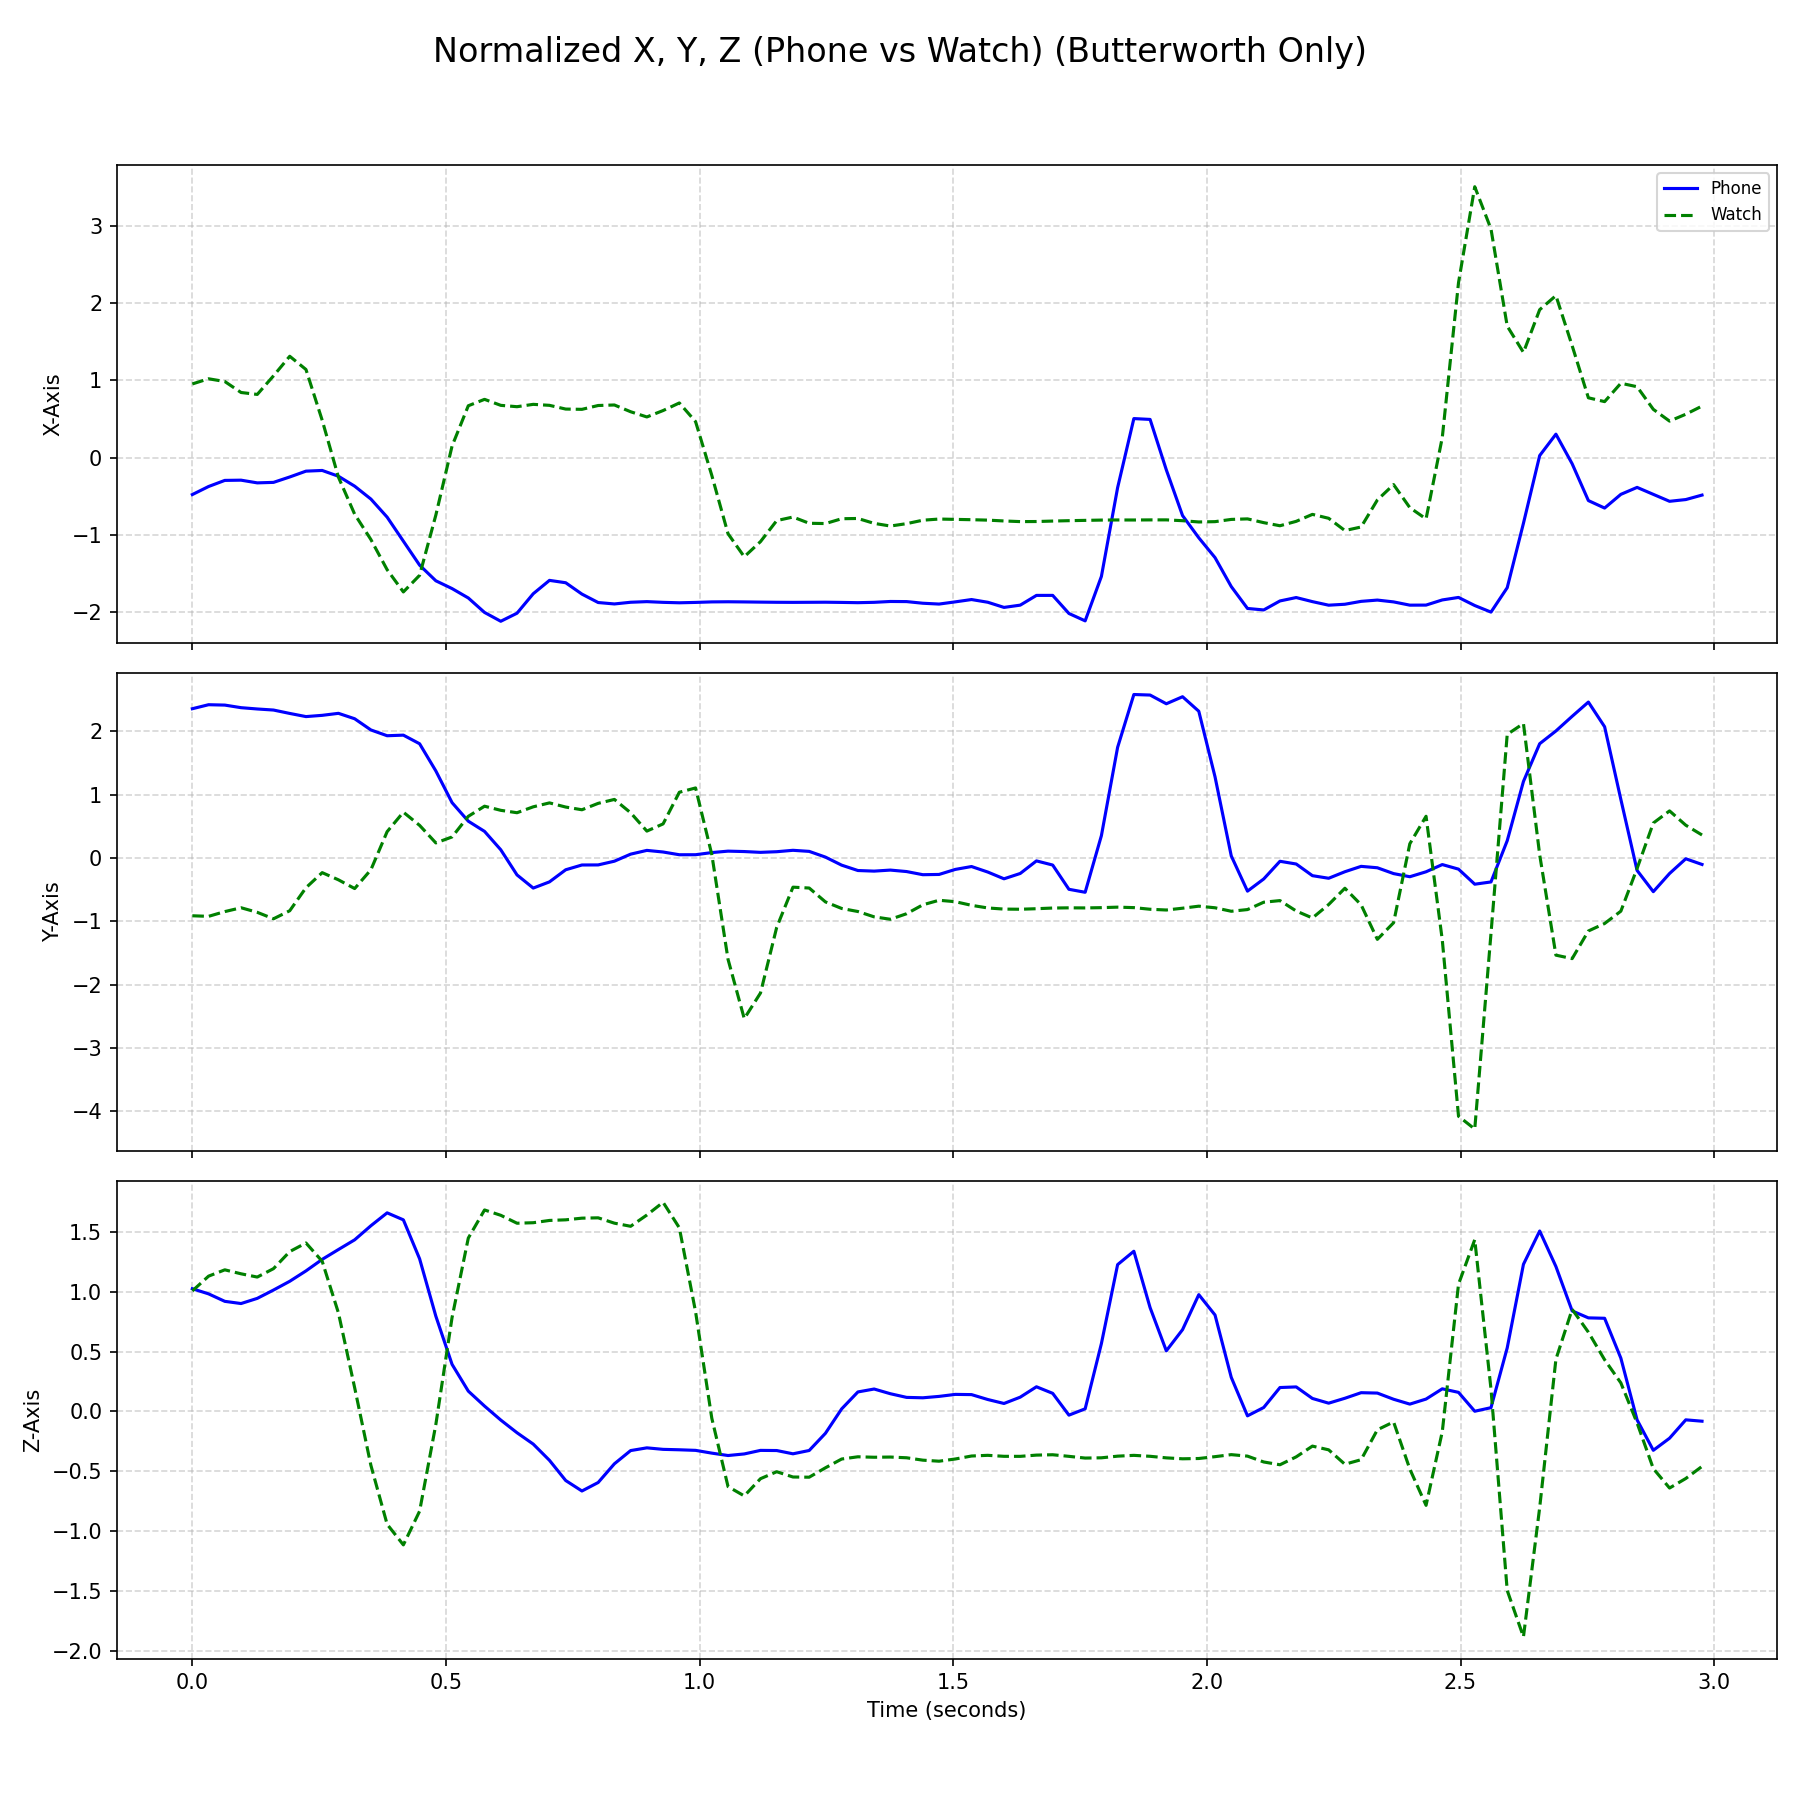 Normalized X, Y, Z (Phone vs Watch) (Butterworth Only)
Phone
Watch
X-Axis
3
2
1
0
−1
−2
Y-Axis
2
1
0
−1
−2
−3
−4
Z-Axis
1.5
1.0
0.5
0.0
−0.5
−1.0
−1.5
−2.0
0.0 0.5 1.0 1.5 2.0 2.5 3.0
Time (seconds)